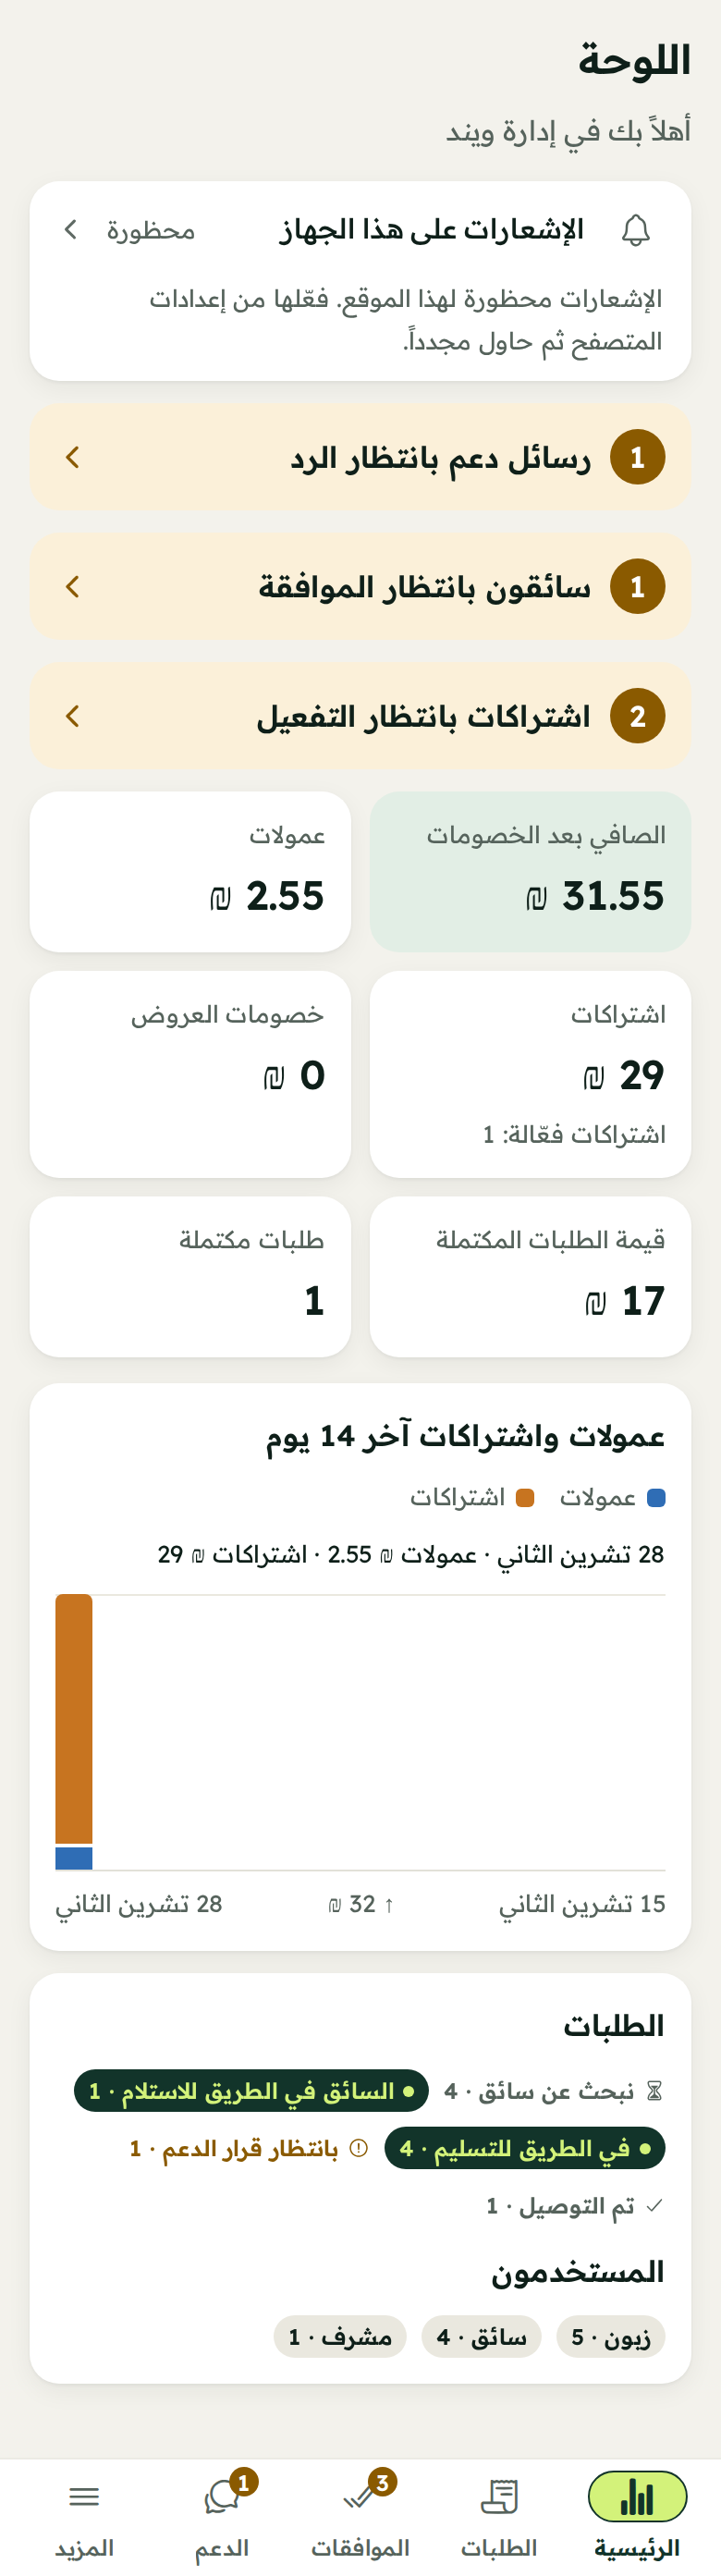 اللوحة
أهلاً بك في إدارة ويند
الإشعارات على هذا الجهاز
محظورة
الإشعارات محظورة لهذا الموقع. فعّلها من إعدادات
المتصفح ثم حاول مجدداً.
1 رسائل دعم بانتظار الرد
1 سائقون بانتظار الموافقة
2 اشتراكات بانتظار التفعيل
الصافي بعد الخصومات
31.55 ₪
عمولات
2.55 ₪
اشتراكات
29 ₪
اشتراكات فعّالة: 1
خصومات العروض
0 ₪
قيمة الطلبات المكتملة
17 ₪
طلبات مكتملة
1
عمولات واشتراكات آخر 14 يوم
عمولات
اشتراكات
28 تشرين الثاني · عمولات ₪ 2.55 · اشتراكات ₪ 29
15 تشرين الثاني
↑ 32 ₪
28 تشرين الثاني
الطلبات
نبحث عن سائق · 4
السائق في الطريق للاستلام · 1
في الطريق للتسليم · 4
بانتظار قرار الدعم · 1
تم التوصيل · 1
المستخدمون
زبون · 5
سائق · 4
مشرف · 1
الرئيسية
الطلبات
3
الموافقات
1
الدعم
المزيد